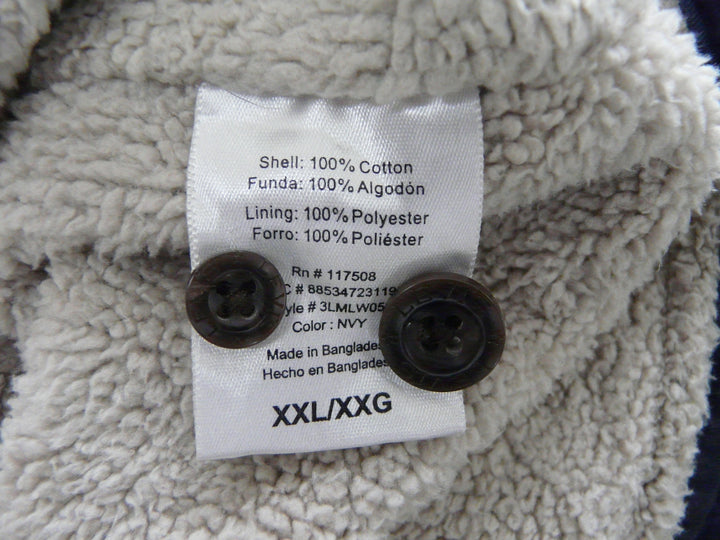 Shell: 100% Cotton
Funda: 100% Algodón
Lining: 100% Polyester
Forro: 100% Poliéster
Rn # 117508
C # 88534723119
yle # 3LMLW05
Color : NVY
Made in Banglades
Hecho en Banglades
XXL/XXG